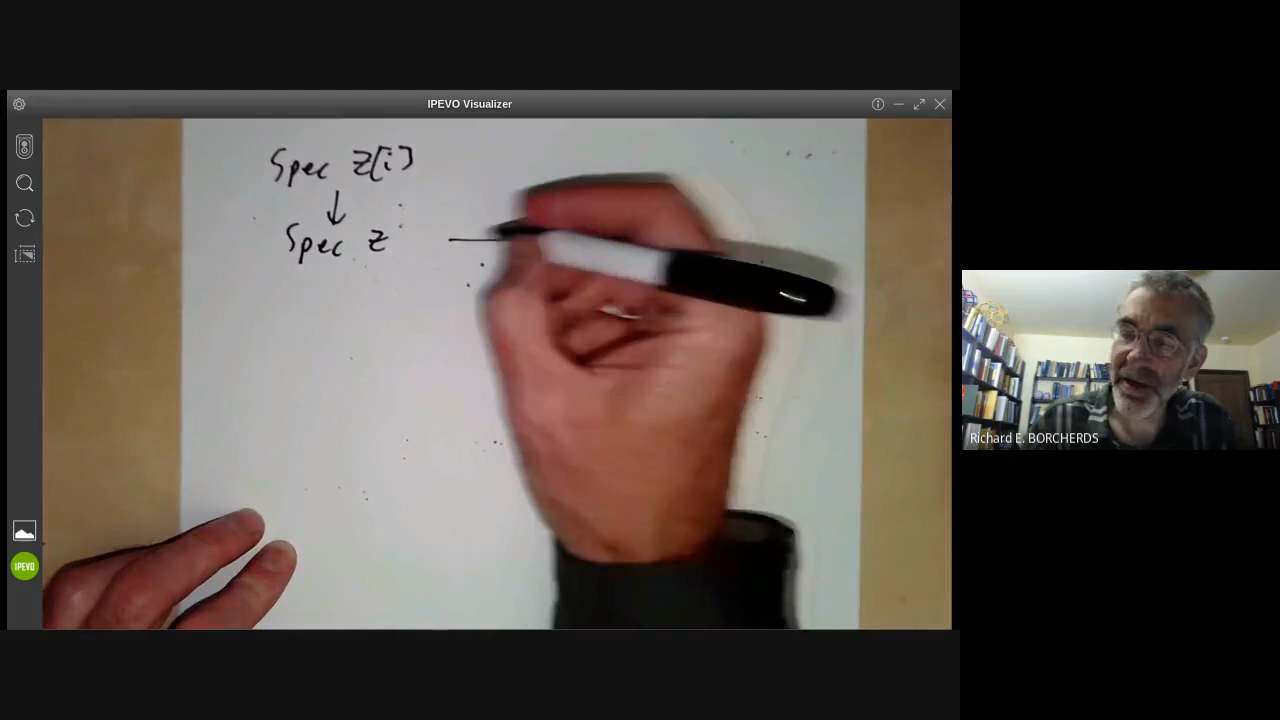 IPEVO Visualizer
Spec Z[i]
↓
Spec Z
Richard E. BORCHERDS
IPEVO